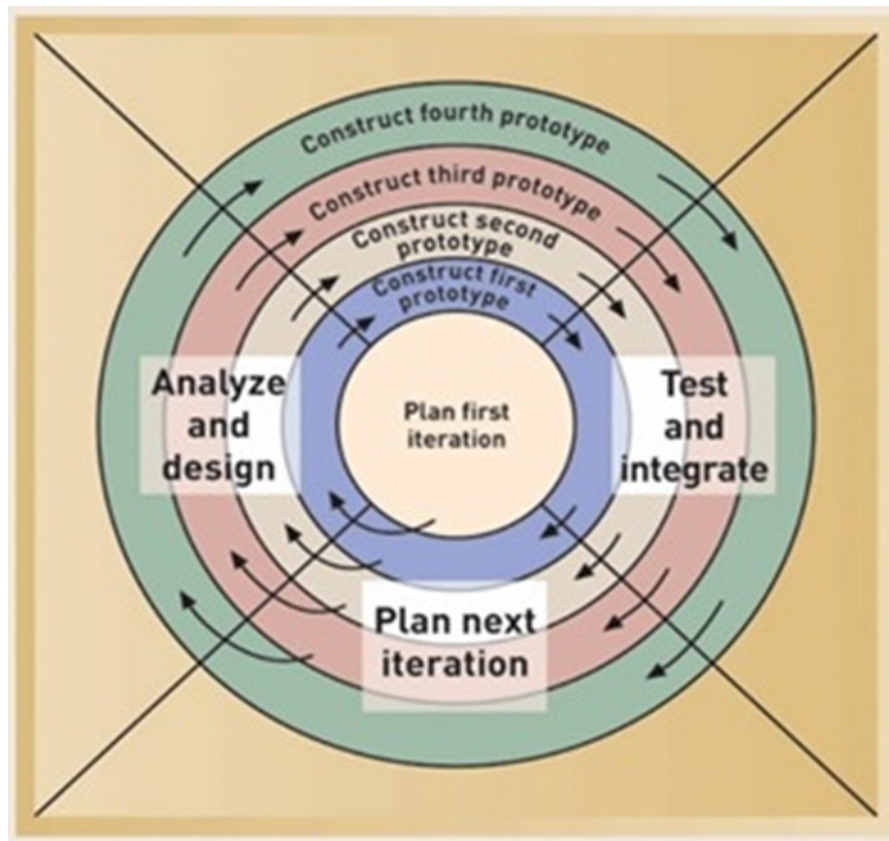 Construct fourth prototype
Construct third prototype
Construct second
prototype
Construct first
prototype
Plan first
iteration
Analyze
and
design
Test
and
integrate
Plan next
iteration